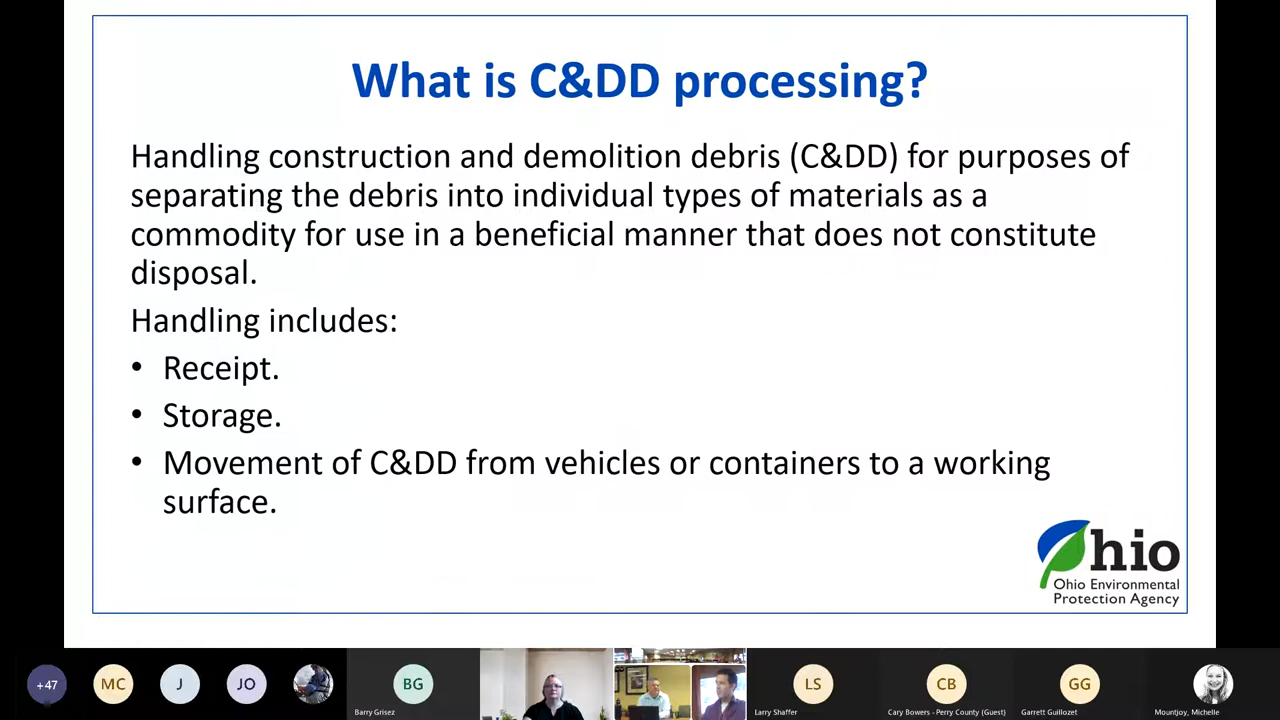 What is C&DD processing?
Handling construction and demolition debris (C&DD) for purposes of
separating the debris into individual types of materials as a
commodity for use in a beneficial manner that does not constitute
disposal.
Handling includes:
• Receipt.
• Storage.
• Movement of C&DD from vehicles or containers to a working
surface.
Ohio
Ohio Environmental
Protection Agency
+47
MC
J
JO
BG
Barry Grisez
LS
Larry Shaffer
CB
Cary Bowers - Perry County (Guest)
GG
Garrett Guillozet
Mountjoy, Michelle